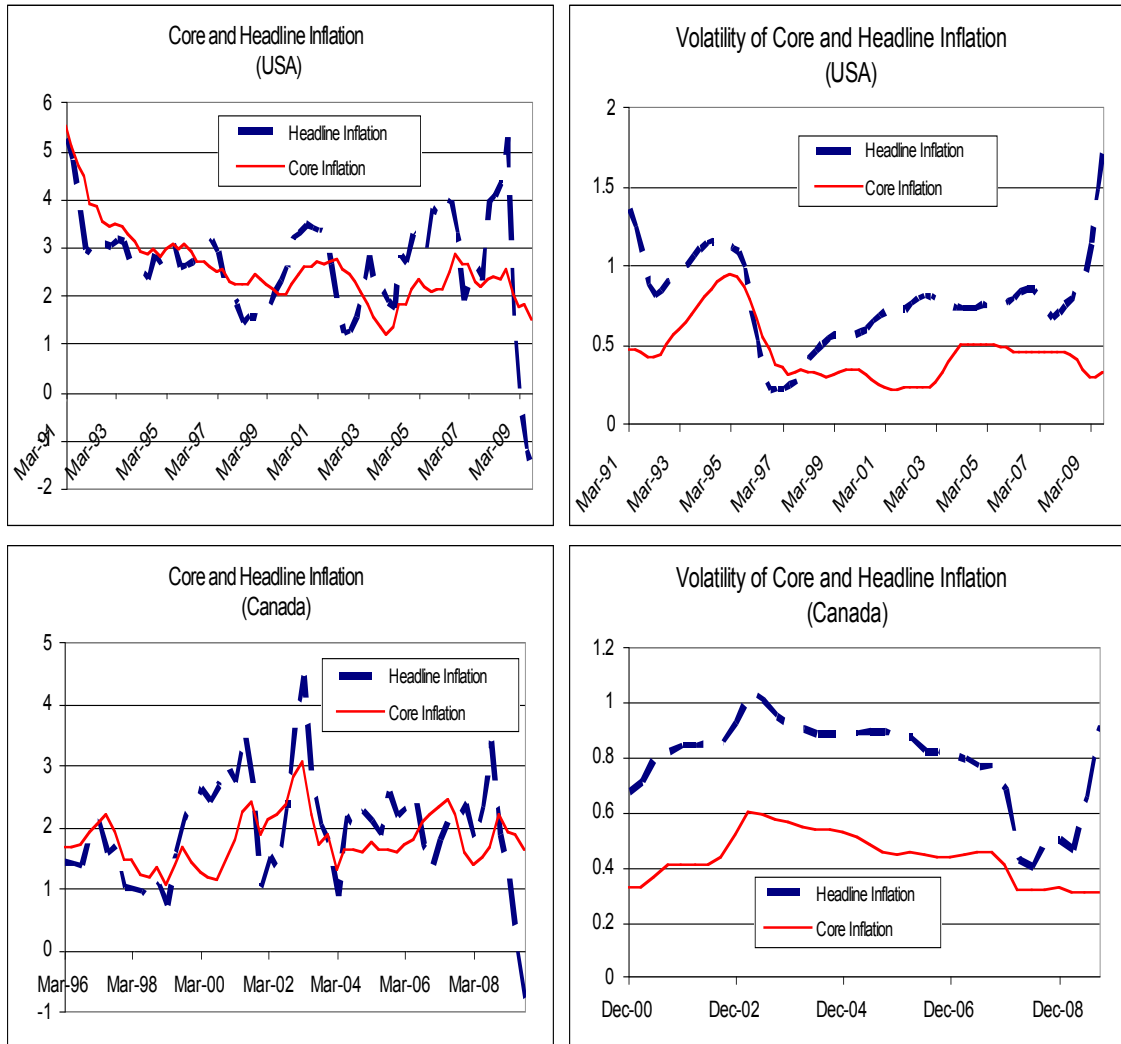 Core and Headline Inflation
(USA)
6
5
4
3
2
1
0
-1
-2
Headline Inflation
Core Inflation
Mar-91
Mar-93
Mar-95
Mar-97
Mar-99
Mar-01
Mar-03
Mar-05
Mar-07
Mar-09
Volatility of Core and Headline Inflation
(USA)
2
1.5
1
0.5
0
Headline Inflation
Core Inflation
Mar-91
Mar-93
Mar-95
Mar-97
Mar-99
Mar-01
Mar-03
Mar-05
Mar-07
Mar-09
Core and Headline Inflation
(Canada)
5
4
3
2
1
0
-1
Headline Inflation
Core Inflation
Mar-96
Mar-98
Mar-00
Mar-02
Mar-04
Mar-06
Mar-08
Volatility of Core and Headline Inflation
(Canada)
1.2
1
0.8
0.6
0.4
0.2
0
Headline Inflation
Core Inflation
Dec-00
Dec-02
Dec-04
Dec-06
Dec-08